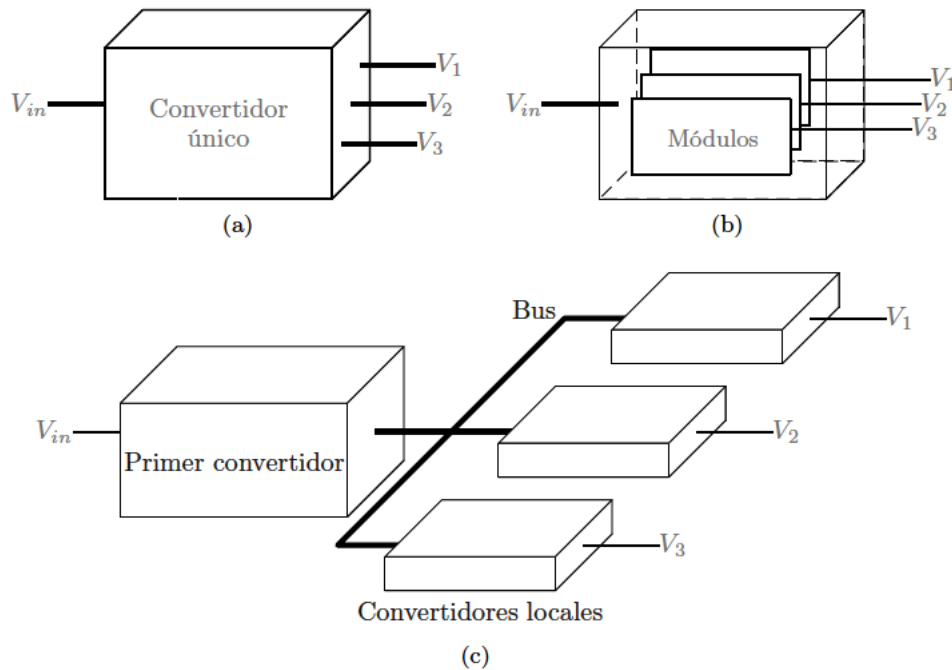 V_in
Convertidor
único
V_1
V_2
V_3
(a)
V_in
Módulos
V_1
V_2
V_3
(b)
Bus
V_1
V_in
Primer convertidor
V_2
V_3
Convertidores locales
(c)